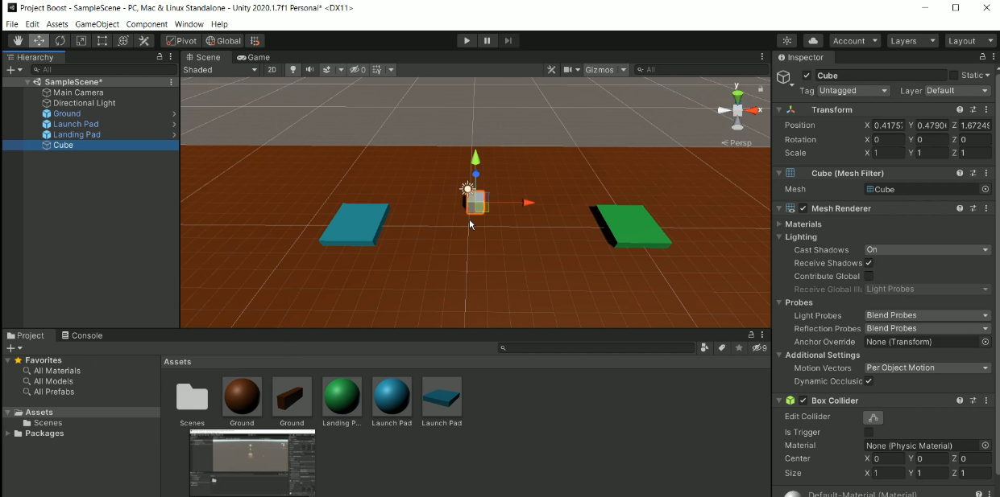 Project Boost - SampleScene - PC, Mac & Linux Standalone - Unity 2020.1.7f1 Personal* <DX11>
File Edit Assets GameObject Component Window Help
Pivot Global Account Layers Layout
Hierarchy
All
SampleScene*
Main Camera
Directional Light
Ground
Launch Pad
Landing Pad
Cube
Scene Game
Shaded 2D 0 Gizmos All
y
x
Persp
Inspector
Cube Static
Tag Untagged Layer Default
Transform
Position X 0.4175 Y 0.4790 Z 1.6724
Rotation X 0 Y 0 Z 0
Scale X 1 Y 1 Z 1
Cube (Mesh Filter)
Mesh Cube
Mesh Renderer
Materials
Lighting
Cast Shadows On
Receive Shadows
Contribute Global
Receive Global Illu Light Probes
Probes
Light Probes Blend Probes
Reflection Probes Blend Probes
Anchor Override None (Transform)
Additional Settings
Motion Vectors Per Object Motion
Dynamic Occlusic
Box Collider
Edit Collider
Is Trigger
Material None (Physic Material)
Center X 0 Y 0 Z 0
Size X 1 Y 1 Z 1
Default-Material (Material)
Project Console
9
Favorites
All Materials
All Models
All Prefabs
Assets
Scenes
Packages
Assets
Scenes Ground Ground Landing P... Launch Pad Launch Pad